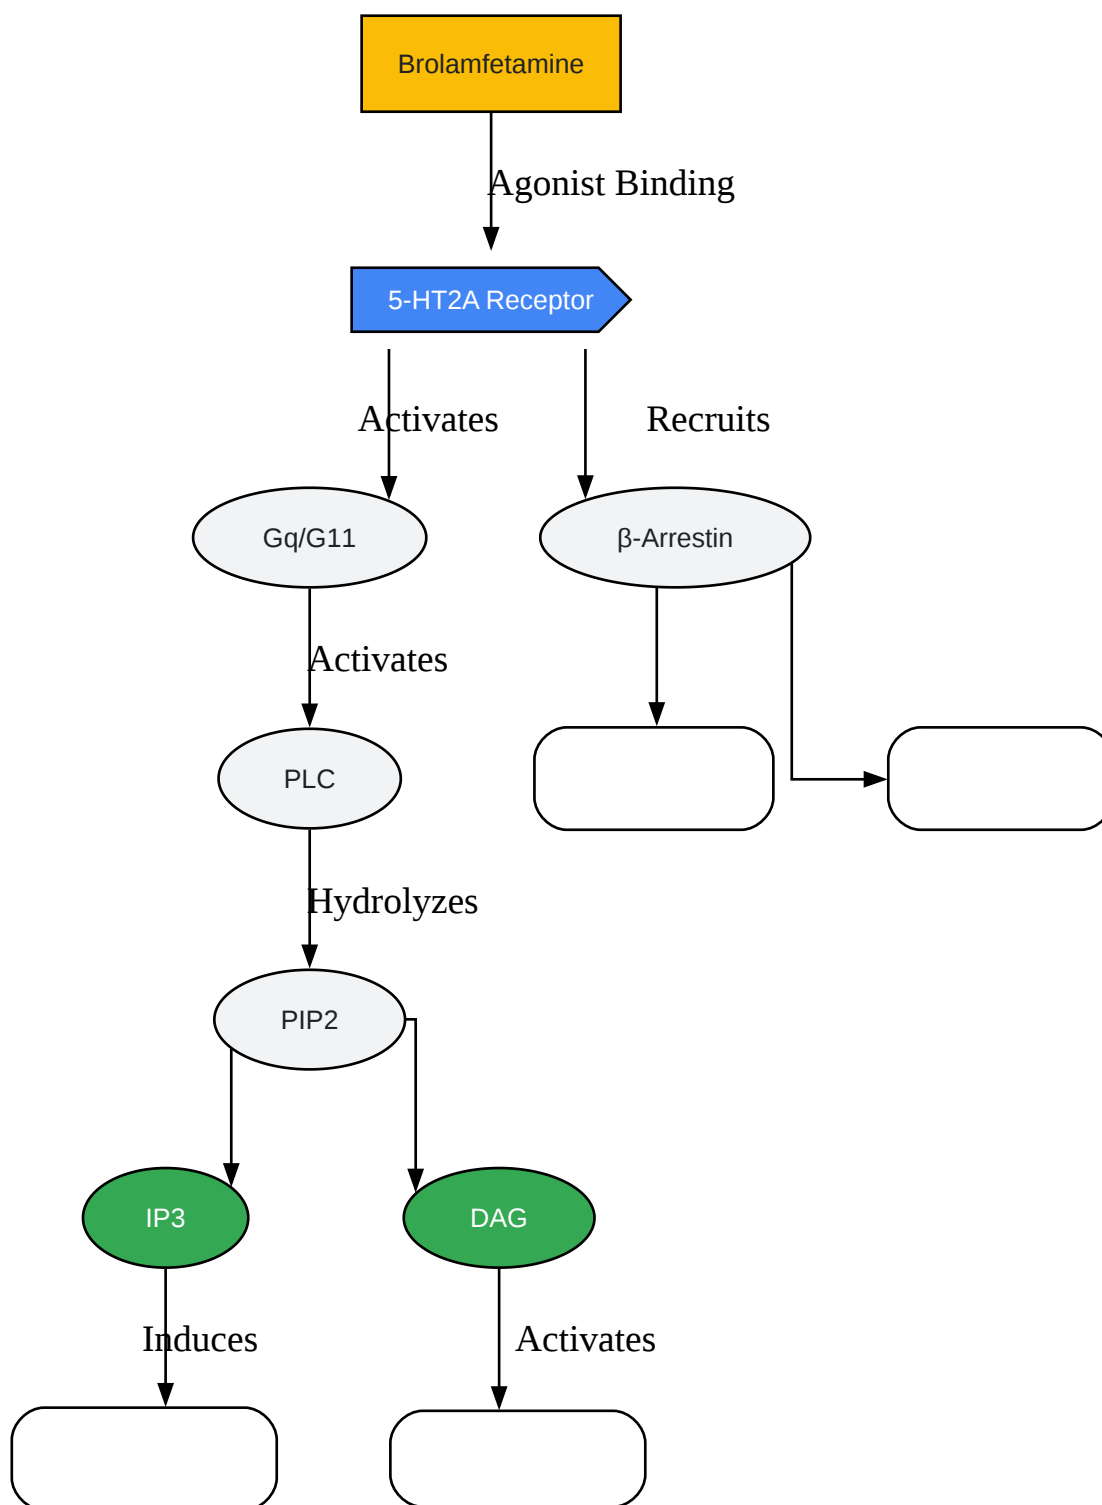 Brolamfetamine
Agonist Binding
5-HT2A Receptor
Activates
Recruits
Gq/G11
β-Arrestin
Activates
PLC
Hydrolyzes
PIP2
IP3
DAG
Induces
Activates